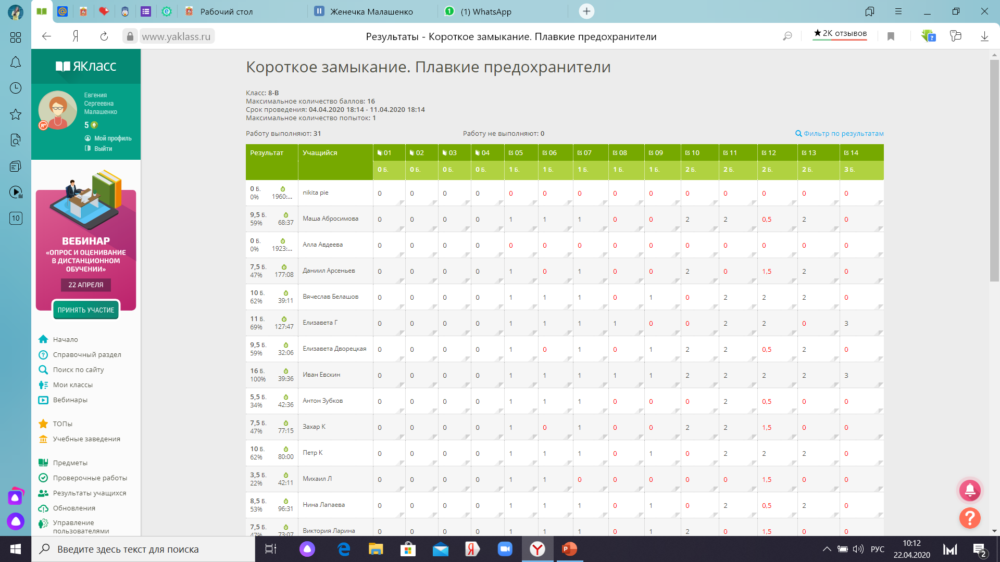 Рабочий стол
Женечка Малашенко
1
(1) WhatsApp
Я
www.yaklass.ru
Результаты - Короткое замыкание. Плавкие предохранители
★2K отзывов
ЯКласс
Евгения
Сергеевна
Малашенко
Я+
5
Мой профиль
Выйти
10
ВЕБИНАР
«ОПРОС И ОЦЕНИВАНИЕ
В ДИСТАНЦИОННОМ
ОБУЧЕНИИ»
22 АПРЕЛЯ
ПРИНЯТЬ УЧАСТИЕ
Начало
Справочный раздел
Поиск по сайту
Мои классы
Вебинары
ТОПы
Учебные заведения
Предметы
Проверочные работы
Результаты учащихся
Обновления
Управление
пользователями
Короткое замыкание. Плавкие предохранители
Класс: 8-В
Максимальное количество баллов: 16
Срок проведения: 04.04.2020 18:14 - 11.04.2020 18:14
Максимальное количество попыток: 1
Работу выполняют: 31 Работу не выполняют: 0 Фильтр по результатам
Результат Учащийся 01 02 03 04 05 06 07 08 09 10 11 12 13 14
0 Б. 0 Б. 0 Б. 0 Б. 1 Б. 1 Б. 1 Б. 1 Б. 1 Б. 2 Б. 2 Б. 2 Б. 2 Б. 3 Б.
0 Б. 0% 1960:... nikita pie 0 0 0 0 0 0 0 0 0 0 0 0 0 0
9,5 Б. 59% 68:37 Маша Абросимова 0 0 0 0 1 1 1 0 0 2 2 0,5 2 0
0 Б. 0% 1923:... Алла Авдеева 0 0 0 0 0 0 0 0 0 0 0 0 0 0
7,5 Б. 47% 177:08 Даниил Арсеньев 0 0 0 0 1 0 1 0 0 2 0 1,5 2 0
10 Б. 62% 39:11 Вячеслав Белашов 0 0 0 0 1 1 1 0 1 0 2 2 2 0
11 Б. 69% 127:47 Елизавета Г 0 0 0 0 1 1 1 1 0 0 2 2 0 3
9,5 Б. 59% 32:06 Елизавета Дворецкая 0 0 0 0 1 0 1 0 1 2 2 0,5 2 0
16 Б. 100% 39:36 Иван Евскин 0 0 0 0 1 1 1 1 1 2 2 2 2 3
5,5 Б. 34% 42:36 Антон Зубков 0 0 0 0 1 1 1 0 0 0 2 0,5 0 0
7,5 Б. 47% 77:15 Захар К 0 0 0 0 1 0 1 0 0 2 2 1,5 0 0
10 Б. 62% 80:00 Петр К 0 0 0 0 1 1 1 0 1 0 2 2 2 0
3,5 Б. 22% 42:11 Михаил Л 0 0 0 0 1 1 0 0 0 0 0 1,5 0 0
8,5 Б. 53% 96:31 Нина Лапаева 0 0 0 0 1 1 1 0 1 0 2 0,5 2 0
7,5 Б. 47% 73:07 Виктория Ларина 0 0 0 0 1 1 1 0 1 2 0 1,5 0 0
Введите здесь текст для поиска
РУС
10:12
22.04.2020
2